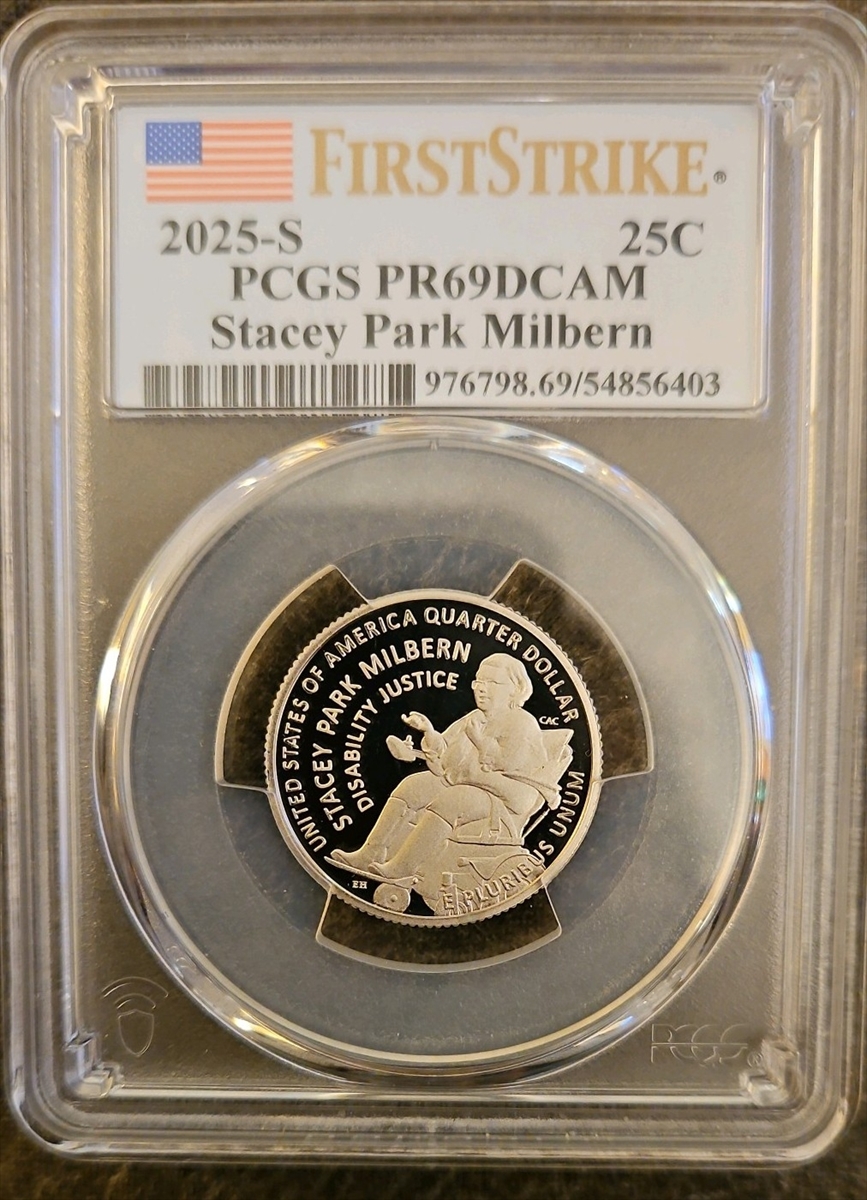 FIRSTSTRIKE®
2025-S 25C
PCGS PR69DCAM
Stacey Park Milbern
976798.69/54856403
UNITED STATES OF AMERICA QUARTER DOLLAR
STACEY PARK MILBERN
DISABILITY JUSTICE
CAC
EH
E PLURIBUS UNUM
PCGS®